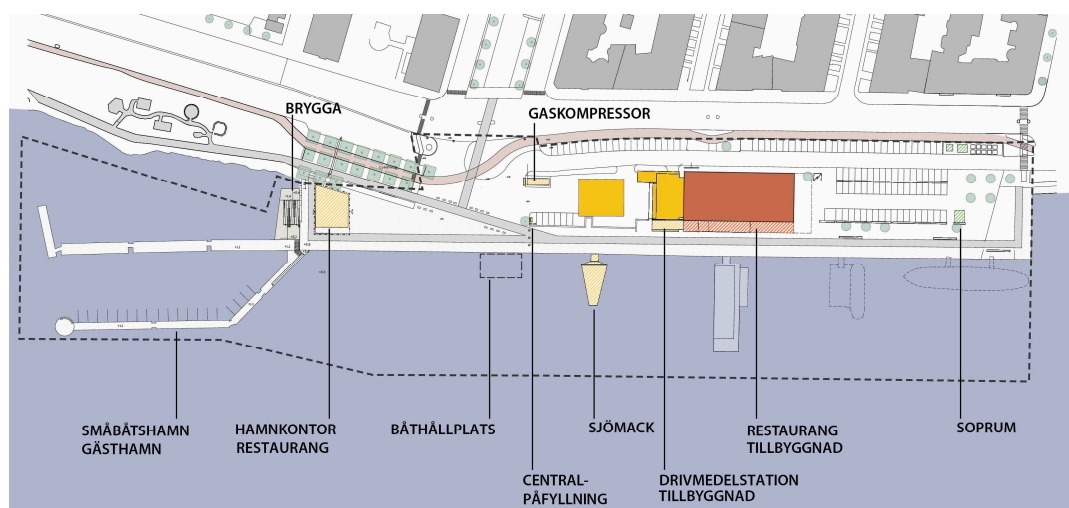 BRYGGA
GASKOMPRESSOR
SMÅBÅTSHAMN
GÄSTHAMN
HAMNKONTOR
RESTAURANG
BÅTHÅLLPLATS
SJÖMACK
RESTAURANG
TILLBYGGNAD
SOPRUM
CENTRAL-
PÅFYLLNING
DRIVMEDELSTATION
TILLBYGGNAD